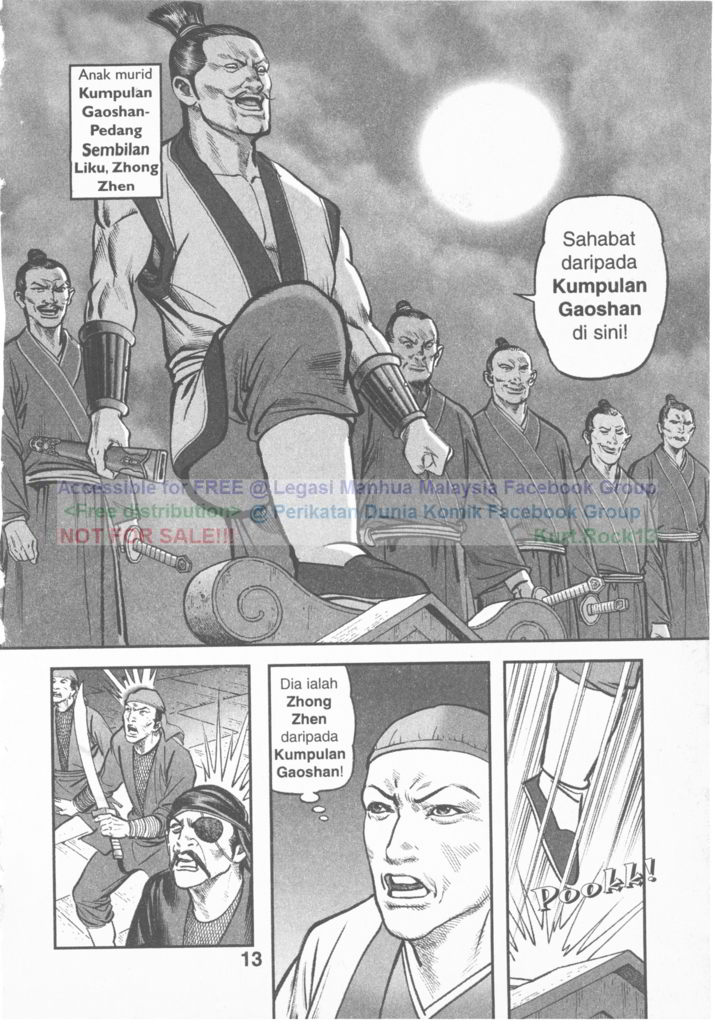 Anak murid
Kumpulan
Gaoshan-
Pedang
Sembilan
Liku, Zhong
Zhen
Sahabat
daripada
Kumpulan
Gaoshan
di sini!
Accessible for FREE @ Legasi Manhua Malaysia Facebook Group
<Free distribution> @ Perikatan Dunia Komik Facebook Group
NOT FOR SALE!!! Kurt.Rock13
Dia ialah
Zhong
Zhen
daripada
Kumpulan
Gaoshan!
Pookk!
13